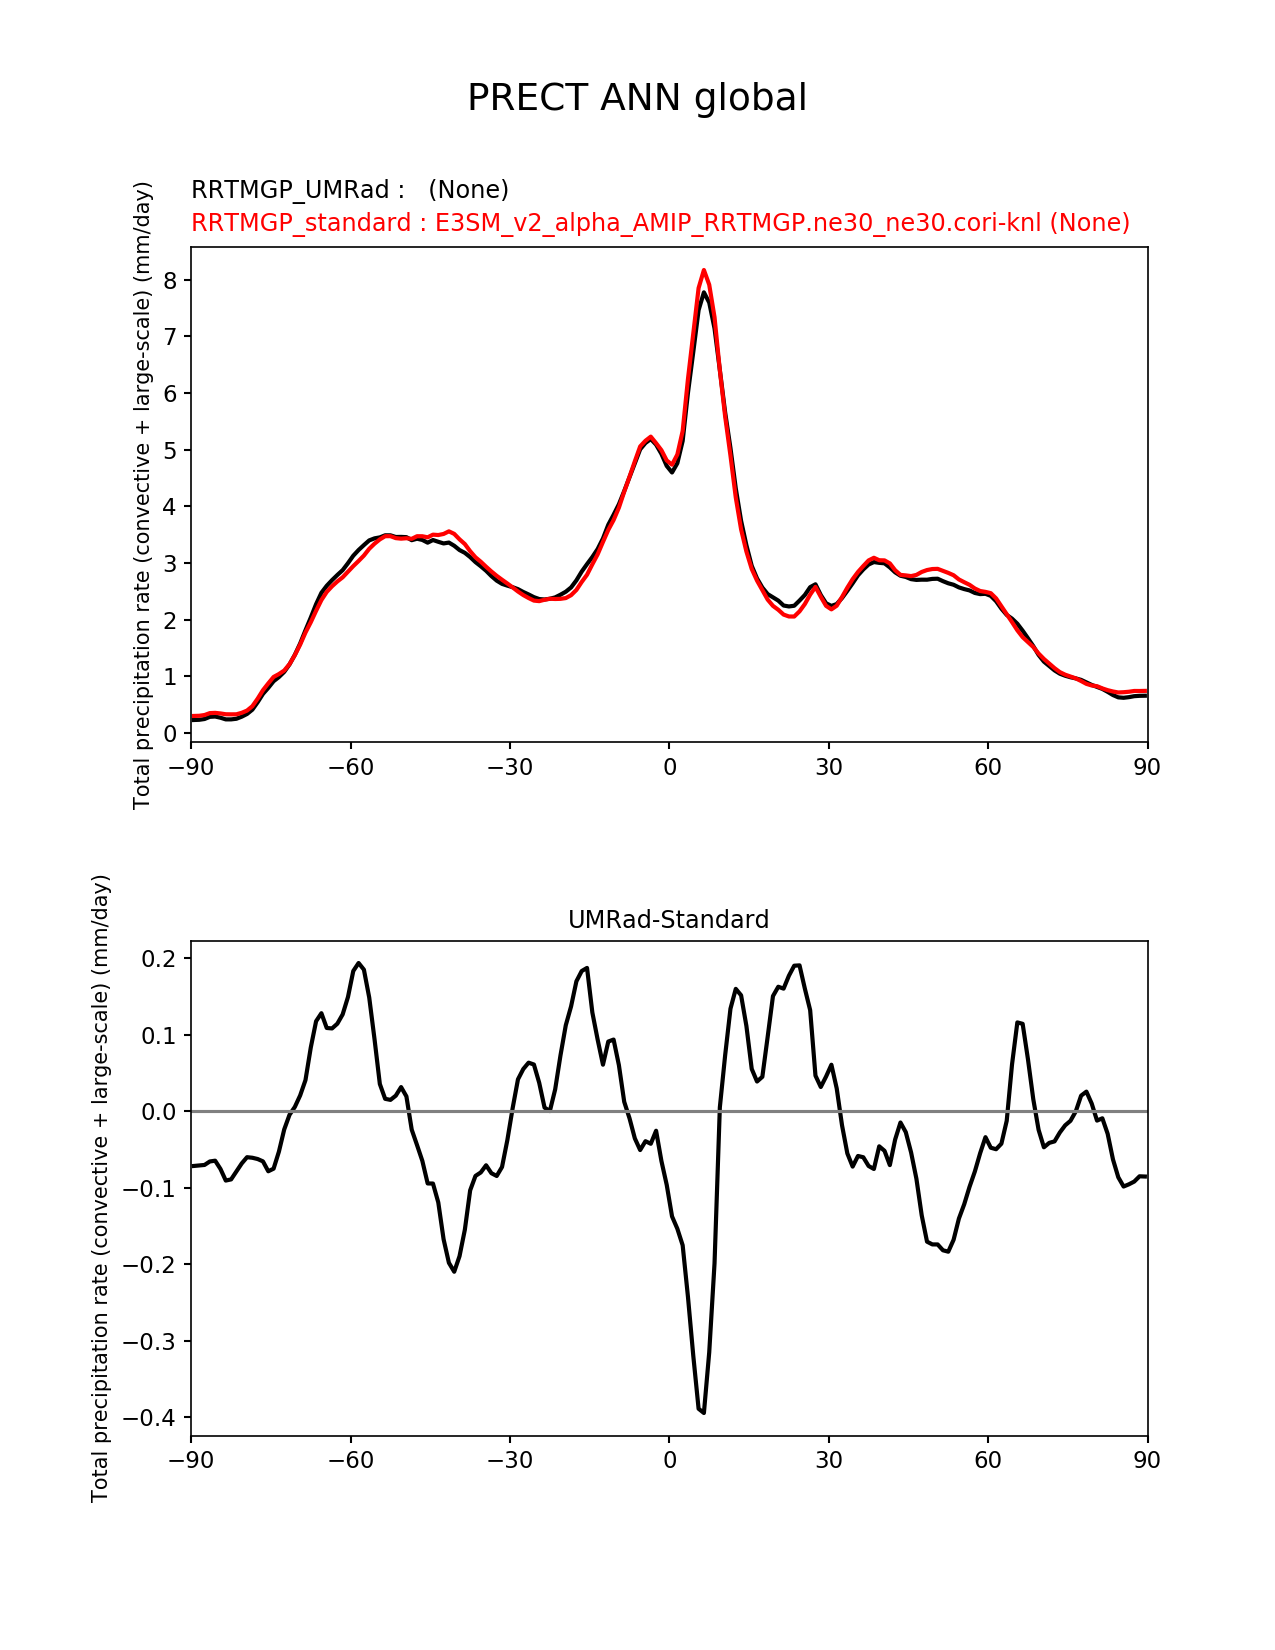 PRECT ANN global
RRTMGP_UMRad :   (None)
RRTMGP_standard : E3SM_v2_alpha_AMIP_RRTMGP.ne30_ne30.cori-knl (None)
Total precipitation rate (convective + large-scale) (mm/day)
8
7
6
5
4
3
2
1
0
−90 −60 −30 0 30 60 90
UMRad-Standard
Total precipitation rate (convective + large-scale) (mm/day)
0.2
0.1
0.0
−0.1
−0.2
−0.3
−0.4
−90 −60 −30 0 30 60 90